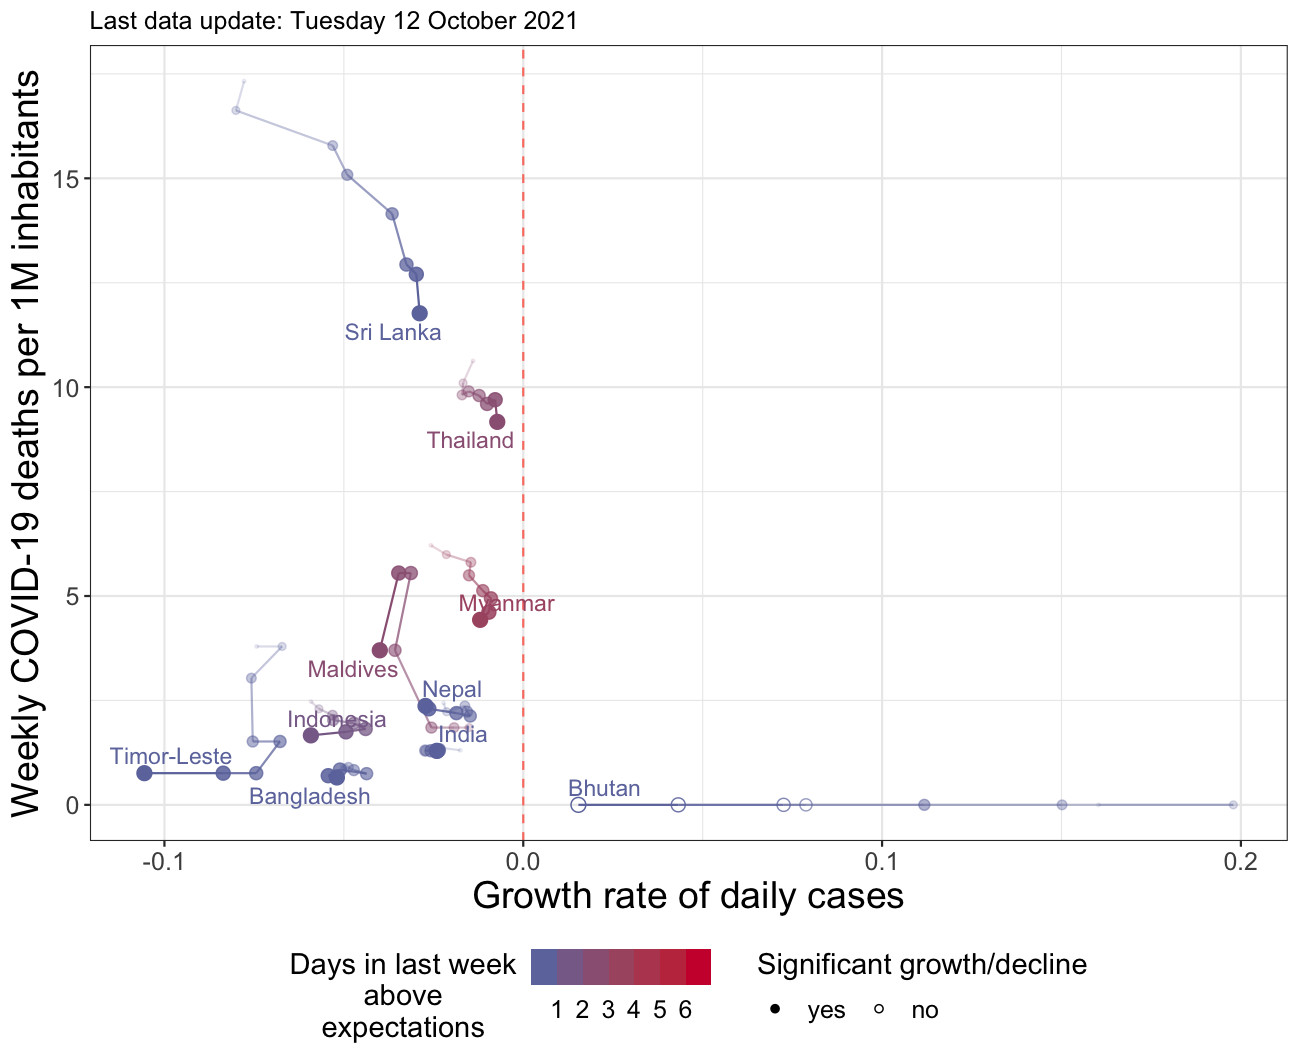 Last data update: Tuesday 12 October 2021
Weekly COVID-19 deaths per 1M inhabitants
15
10
5
0
Sri Lanka
Thailand
Myanmar
Maldives
Nepal
Indonesia
India
Timor-Leste
Bangladesh
Bhutan
-0.1
0.0
0.1
0.2
Growth rate of daily cases
Days in last week
above
expectations
1 2 3 4 5 6
Significant growth/decline
yes no